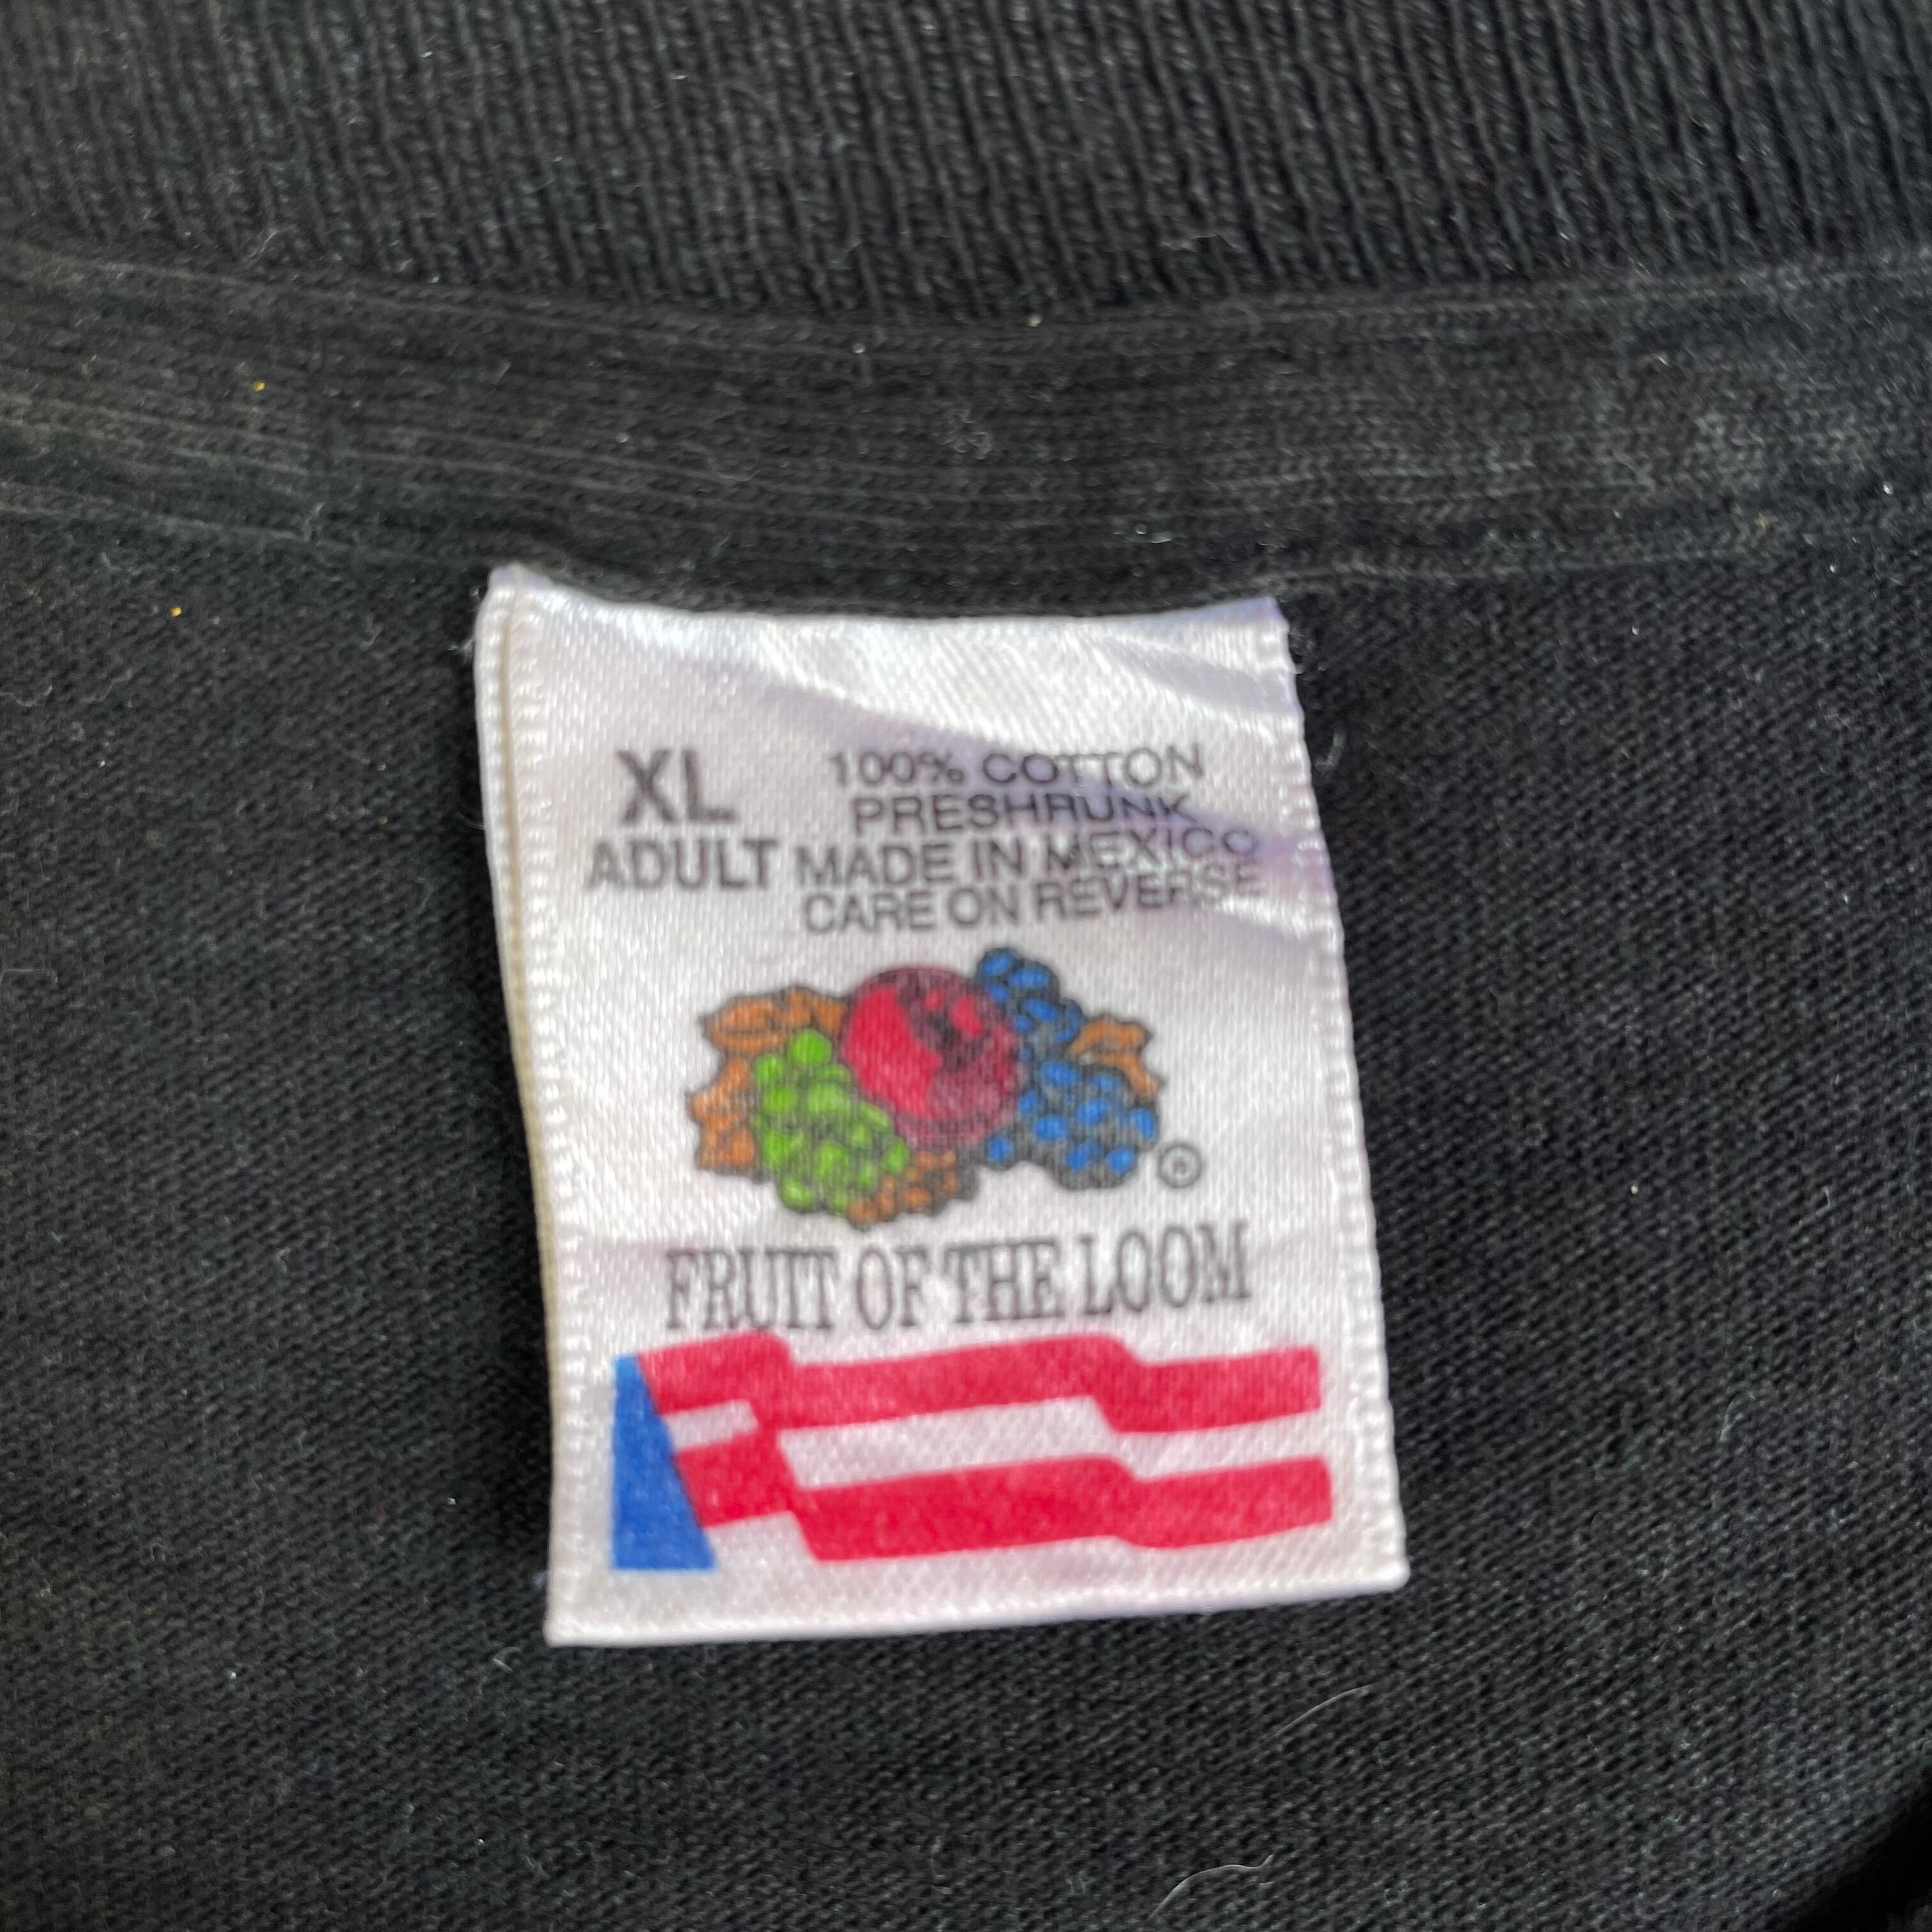 XL
ADULT
100% COTTON
PRESHRUNK
MADE IN MEXICO
CARE ON REVERSE
®
FRUIT OF THE LOOM